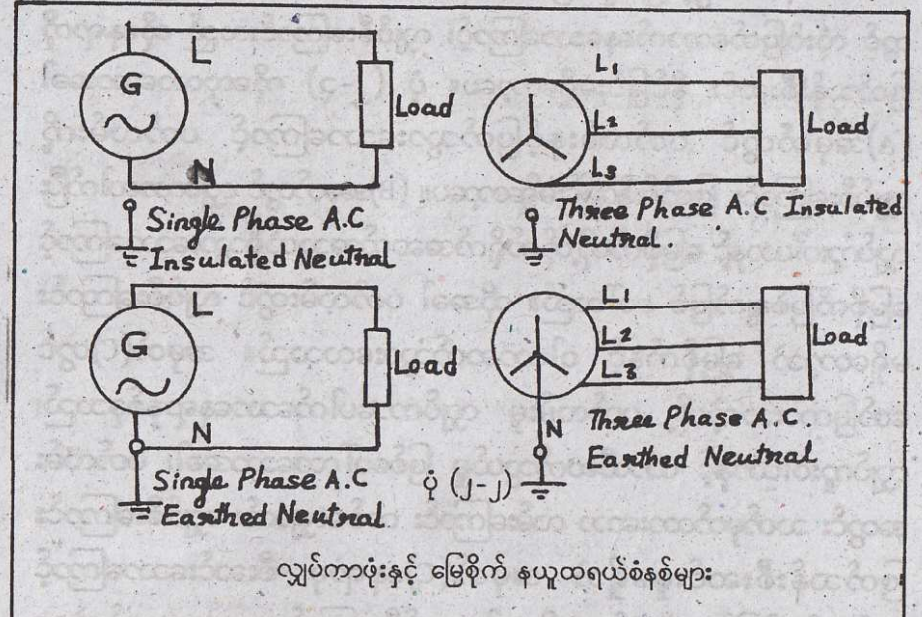 G
L
Load
N
Single Phase A.C
Insulated Neutral
L1
L2
L3
Load
Three Phase A.C Insulated
Neutral.
G
L
Load
N
Single Phase A.C
Earthed Neutral
L1
L2
L3
Load
N
Three Phase A.C.
Earthed Neutral
ပုံ (၂-၂)
လျှပ်ကာဖုံးနှင့် မြေစိုက် နယူထရယ်စံနစ်များ